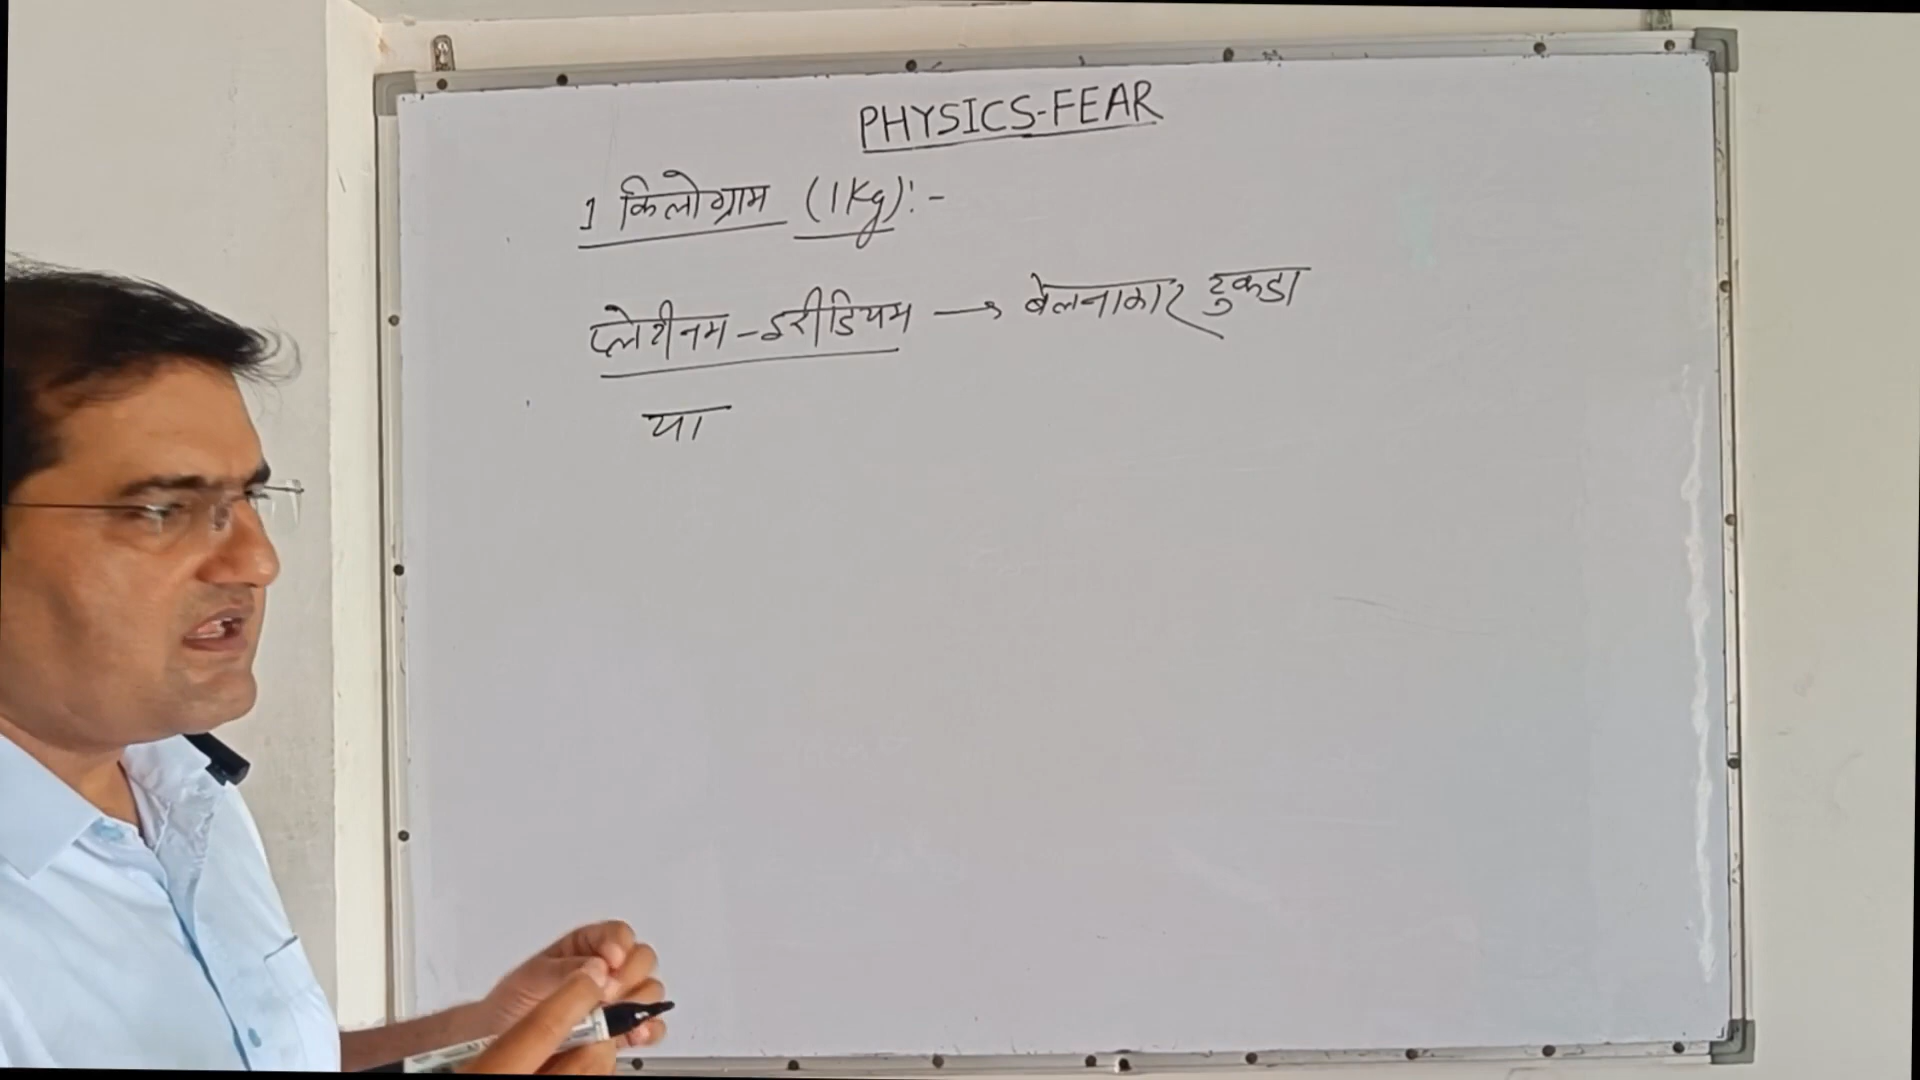 PHYSICS-FEAR
1 किलोग्राम (1Kg):-
प्लेटीनम-इरीडियम → बेलनाकार टुकडा
या